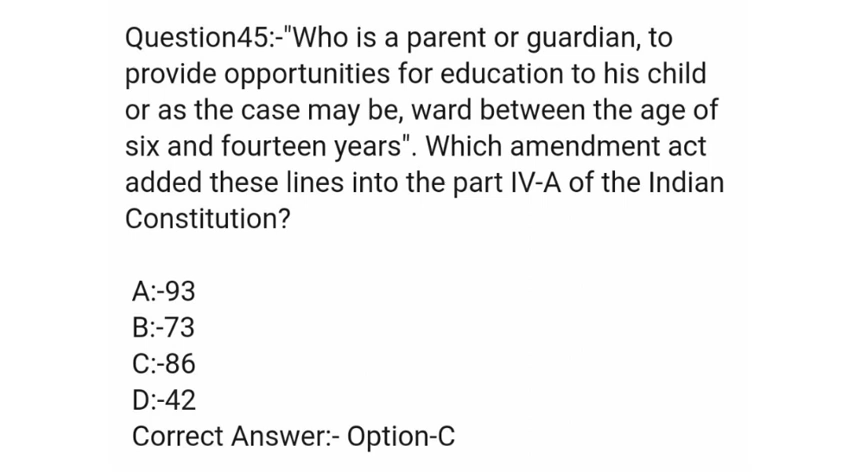 Question45:-"Who is a parent or guardian, to
provide opportunities for education to his child
or as the case may be, ward between the age of
six and fourteen years". Which amendment act
added these lines into the part IV-A of the Indian
Constitution?
A:-93
B:-73
C:-86
D:-42
Correct Answer:- Option-C